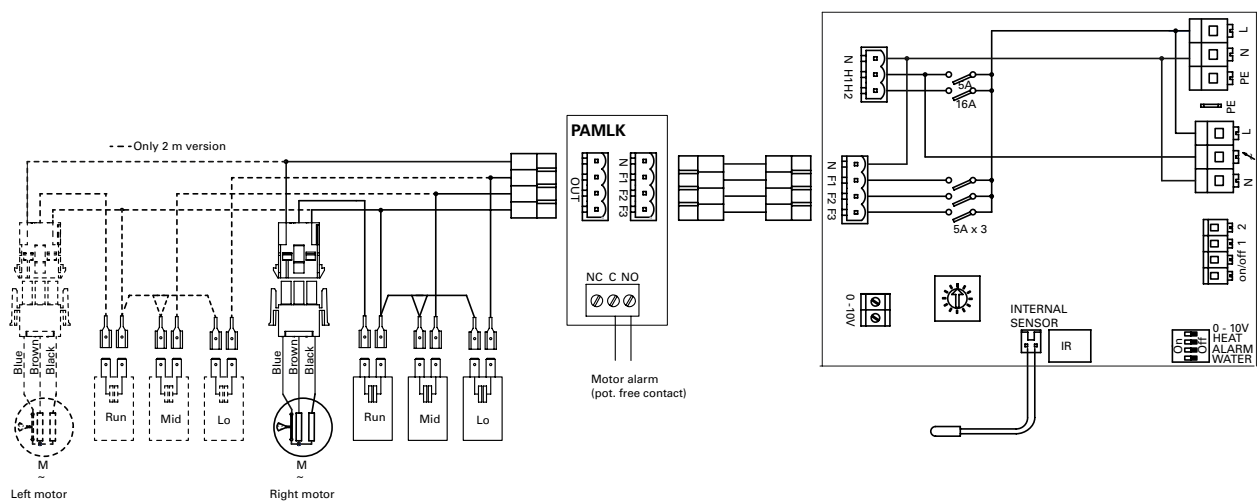 ---- Only 2 m version
Blue
Brown
Black
Run
Mid
Lo
M
~
Left motor
Blue
Brown
Black
Run
Mid
Lo
M
~
Right motor
PAMLK
OUT
N F1 F2 F3
NC C NO
Motor alarm
(pot. free contact)
N H1H2
5A
16A
N F1 F2 F3
5A x 3
0 -10V
INTERNAL
SENSOR
IR
L
N
PE
PE
L
N
on/off 1 2
On
Off
0 - 10V
HEAT
ALARM
WATER